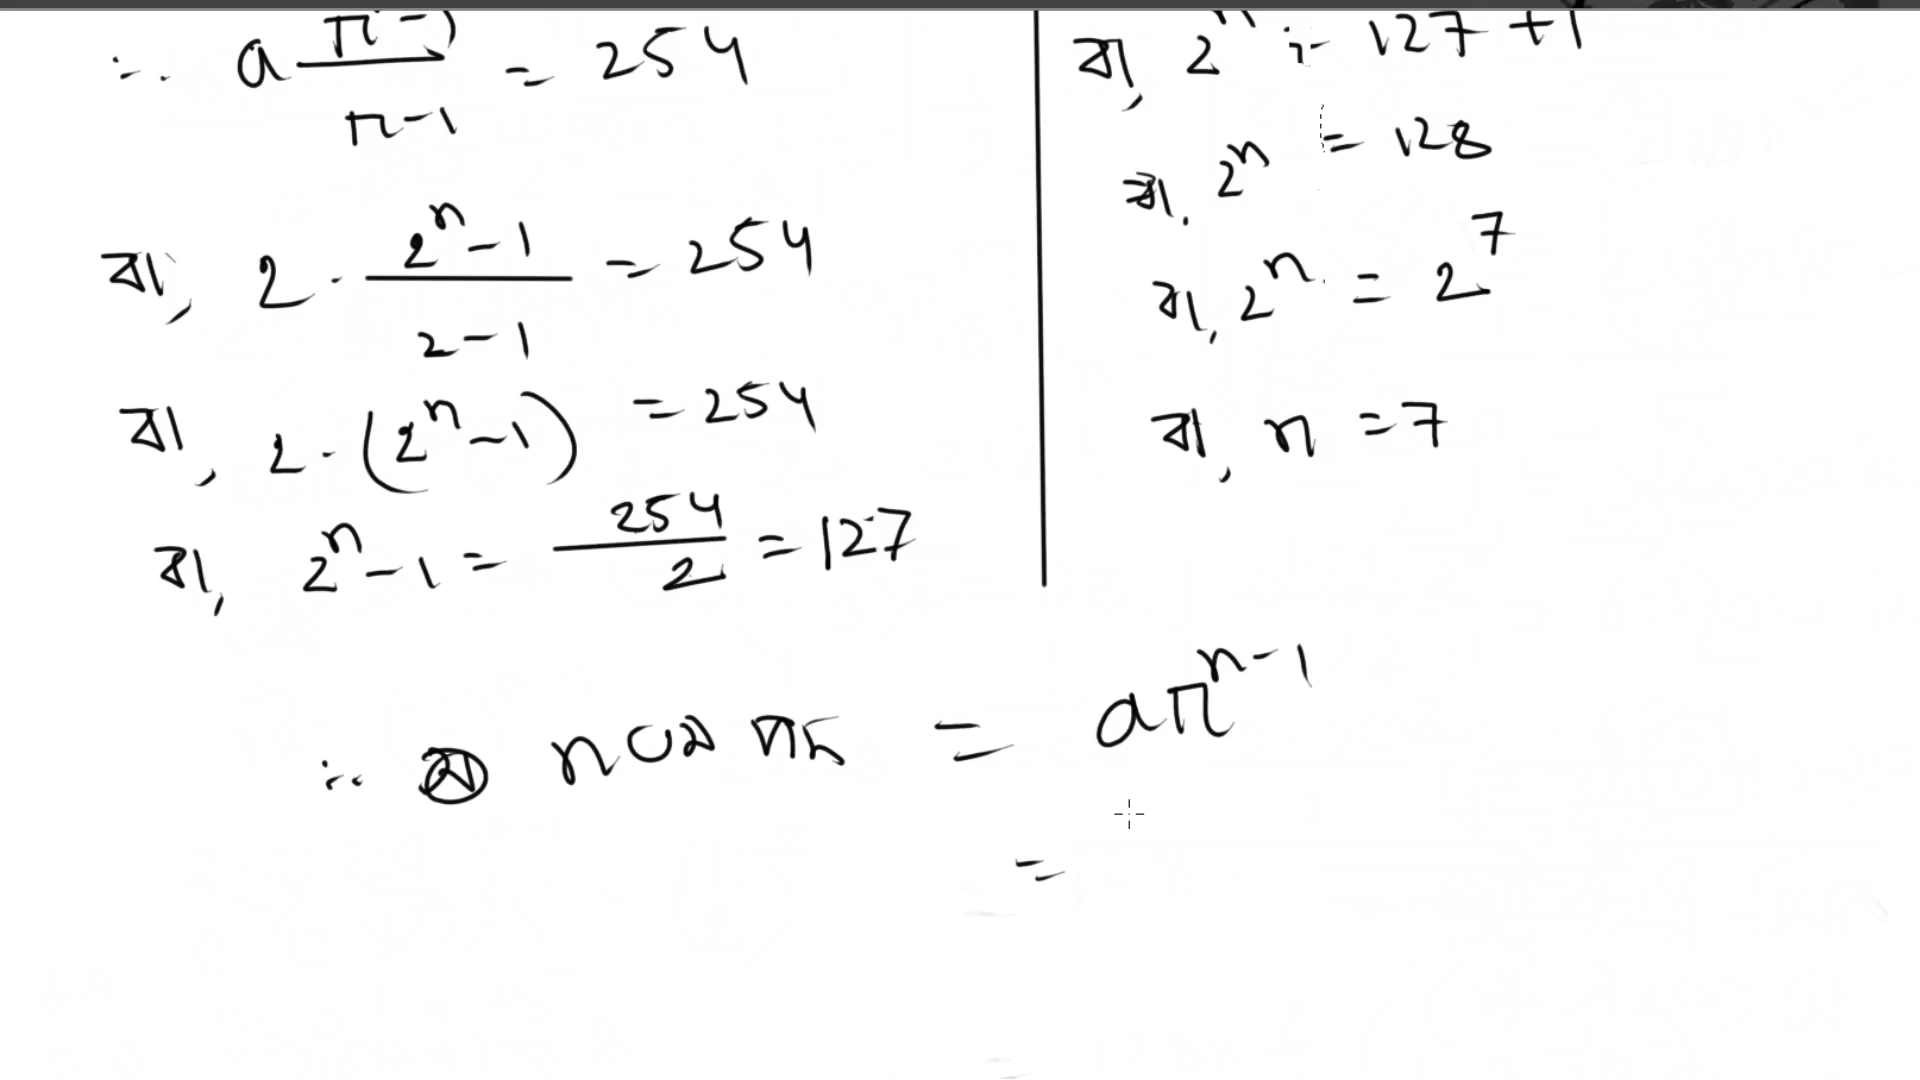 ∴ a (r^n-1)/(r-1) = 254
বা, 2 · (2^n-1)/(2-1) = 254
বা, 2·(2^n-1) = 254
বা, 2^n-1 = 254/2 = 127
বা, 2^n = 127+1
বা, 2^n = 128
বা, 2^n = 2^7
বা, n = 7
∴ n তম পদ = ar^(n-1)
=